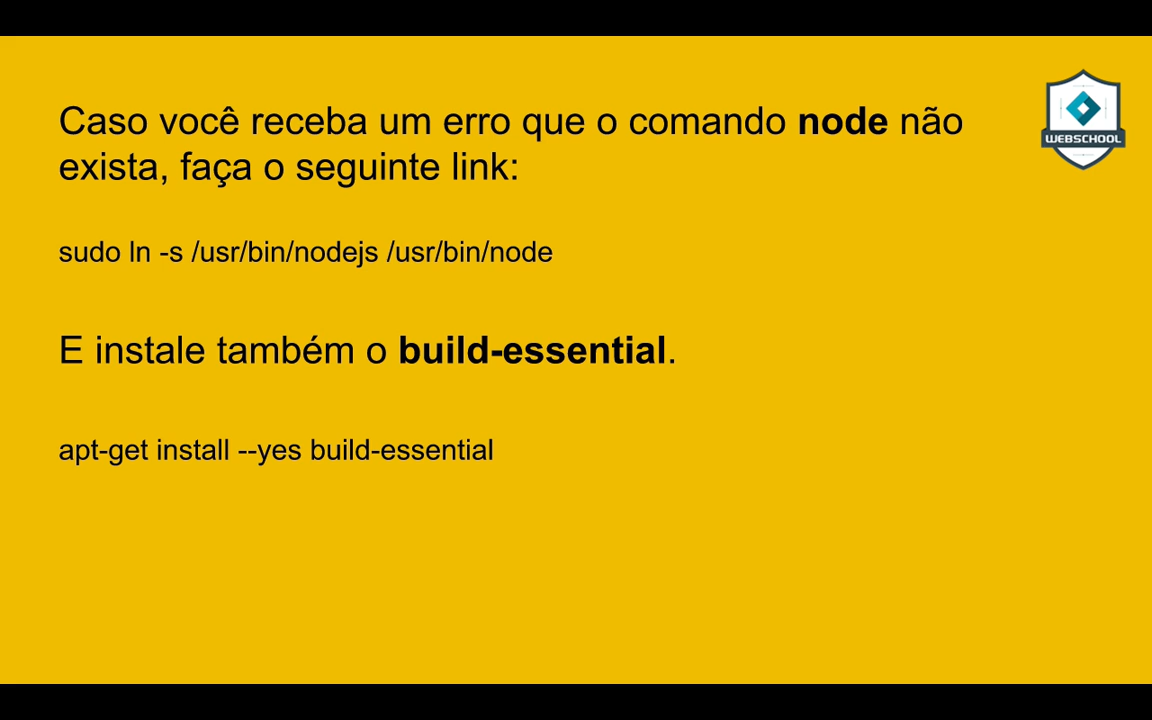 Caso você receba um erro que o comando node não
exista, faça o seguinte link:
sudo ln -s /usr/bin/nodejs /usr/bin/node
E instale também o build-essential.
apt-get install --yes build-essential
WEBSCHOOL